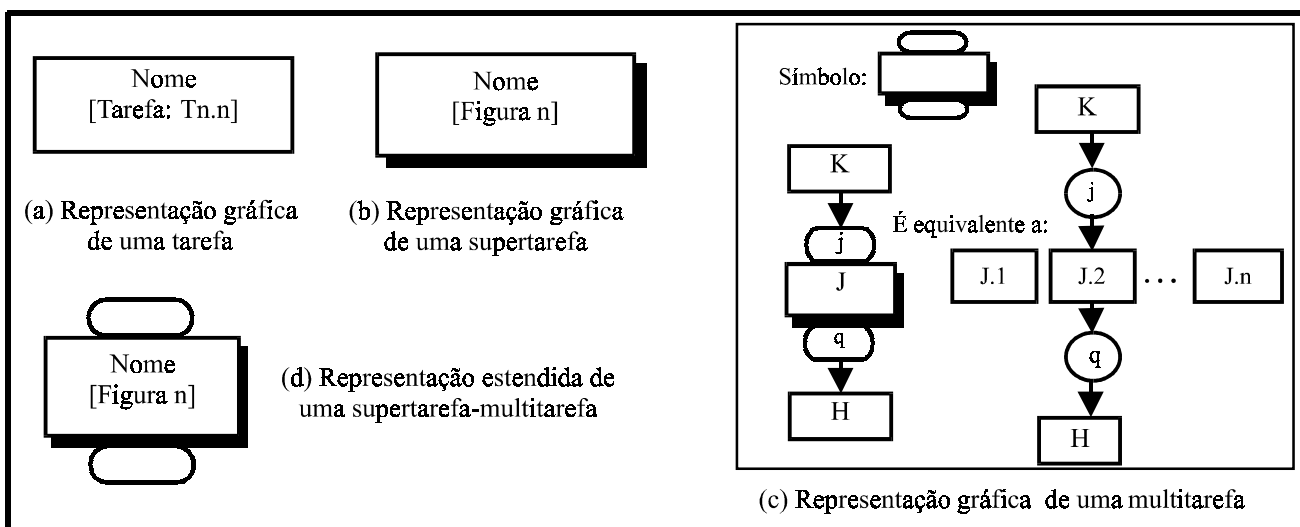 Nome
[Tarefa: Tn.n]
(a) Representação gráfica
de uma tarefa
Nome
[Figura n]
(b) Representação gráfica
de uma supertarefa
Nome
[Figura n]
(d) Representação estendida de
uma supertarefa-multitarefa
Símbolo:
K
j
J
q
H
É equivalente a:
K
j
J.1
J.2
...
J.n
q
H
(c) Representação gráfica de uma multitarefa